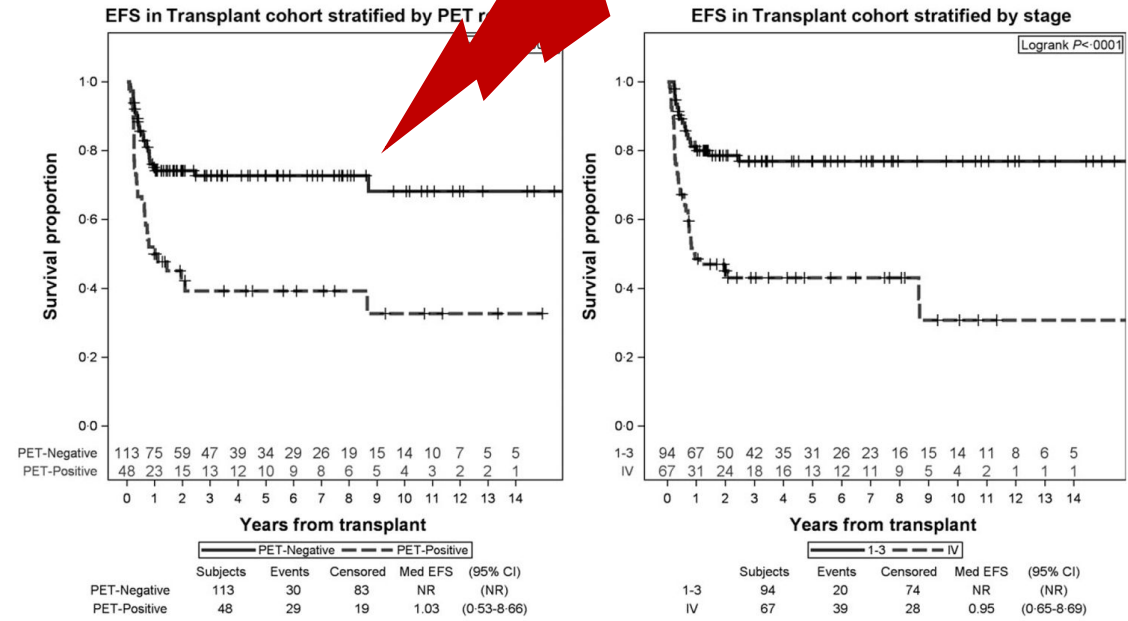 EFS in Transplant cohort stratified by PET
1·0
0·8
0·6
0·4
0·2
0·0
Survival proportion
PET-Negative 113 75 59 47 39 34 29 26 19 15 14 10 7 5 5
PET-Positive 48 23 15 13 12 10 9 8 6 5 4 3 2 2 1
0 1 2 3 4 5 6 7 8 9 10 11 12 13 14
Years from transplant
PET-Negative PET-Positive
Subjects Events Censored Med EFS (95% CI)
PET-Negative 113 30 83 NR (NR)
PET-Positive 48 29 19 1.03 (0·53-8·66)
EFS in Transplant cohort stratified by stage
Logrank P<·0001
1·0
0·8
0·6
0·4
0·2
0·0
Survival proportion
1-3 94 67 50 42 35 31 26 23 16 15 14 11 8 6 5
IV 67 31 24 18 16 13 12 11 9 5 4 2 1 1 1
0 1 2 3 4 5 6 7 8 9 10 11 12 13 14
Years from transplant
1-3 IV
Subjects Events Censored Med EFS (95% CI)
1-3 94 20 74 NR (NR)
IV 67 39 28 0.95 (0·65-8·69)